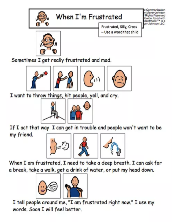 When I'm Frustrated
Frustrated, Silly, Cross
Sometimes I get really frustrated and mad.
I want to throw things, hit people, yell, and cry.
If I act that way I can get in trouble and people won't want to be
my friend.
When I am frustrated, I need to take a deep breath. I can ask for
a break, take a walk, get a drink of water, or put my head down.
I tell people around me, "I am frustrated right now" I use my
words. Soon I will feel better.